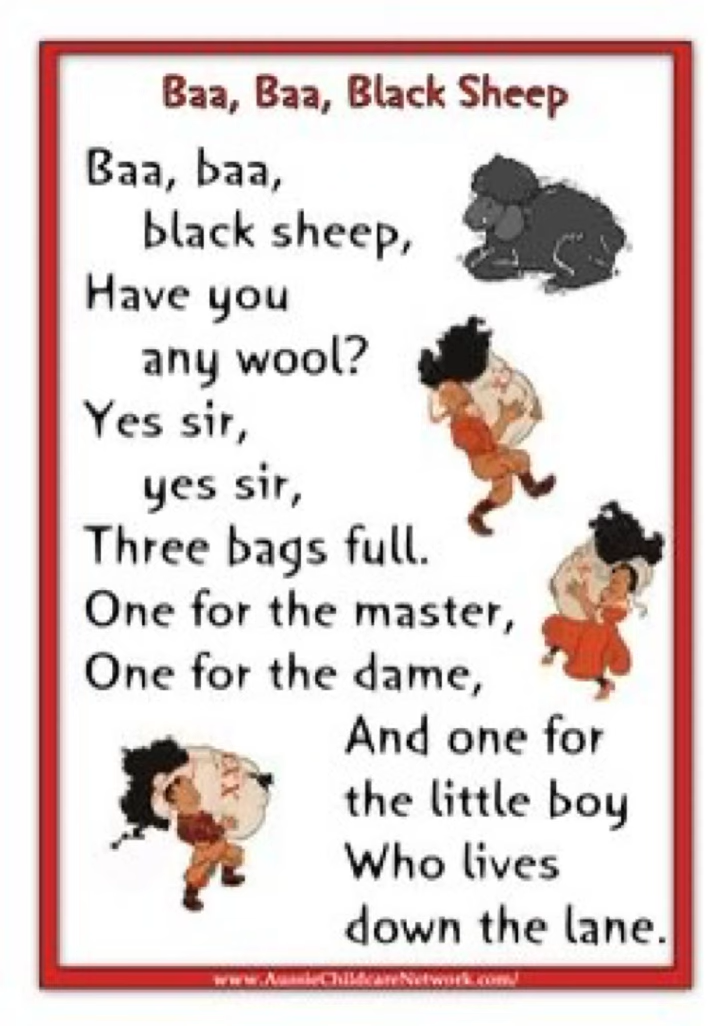 Baa, Baa, Black Sheep
Baa, baa,
black sheep,
Have you
any wool?
Yes sir,
yes sir,
Three bags full.
One for the master,
One for the dame,
And one for
the little boy
Who lives
down the lane.
XXX
www.AussieChildcareNetwork.com/